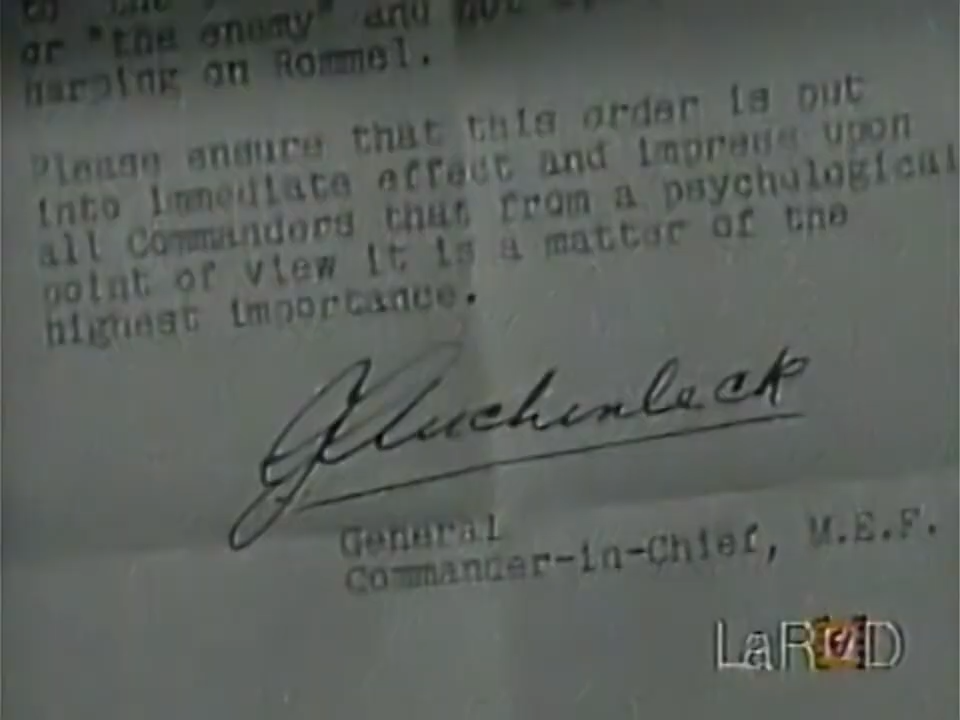 or "the enemy" and not
harping on Rommel.
Please ensure that this order is put
into immediate effect and impress upon
all Commanders that from a psychological
point of view it is a matter of the
highest importance.
Auchinleck
General
Commander-in-Chief, M.E.F.